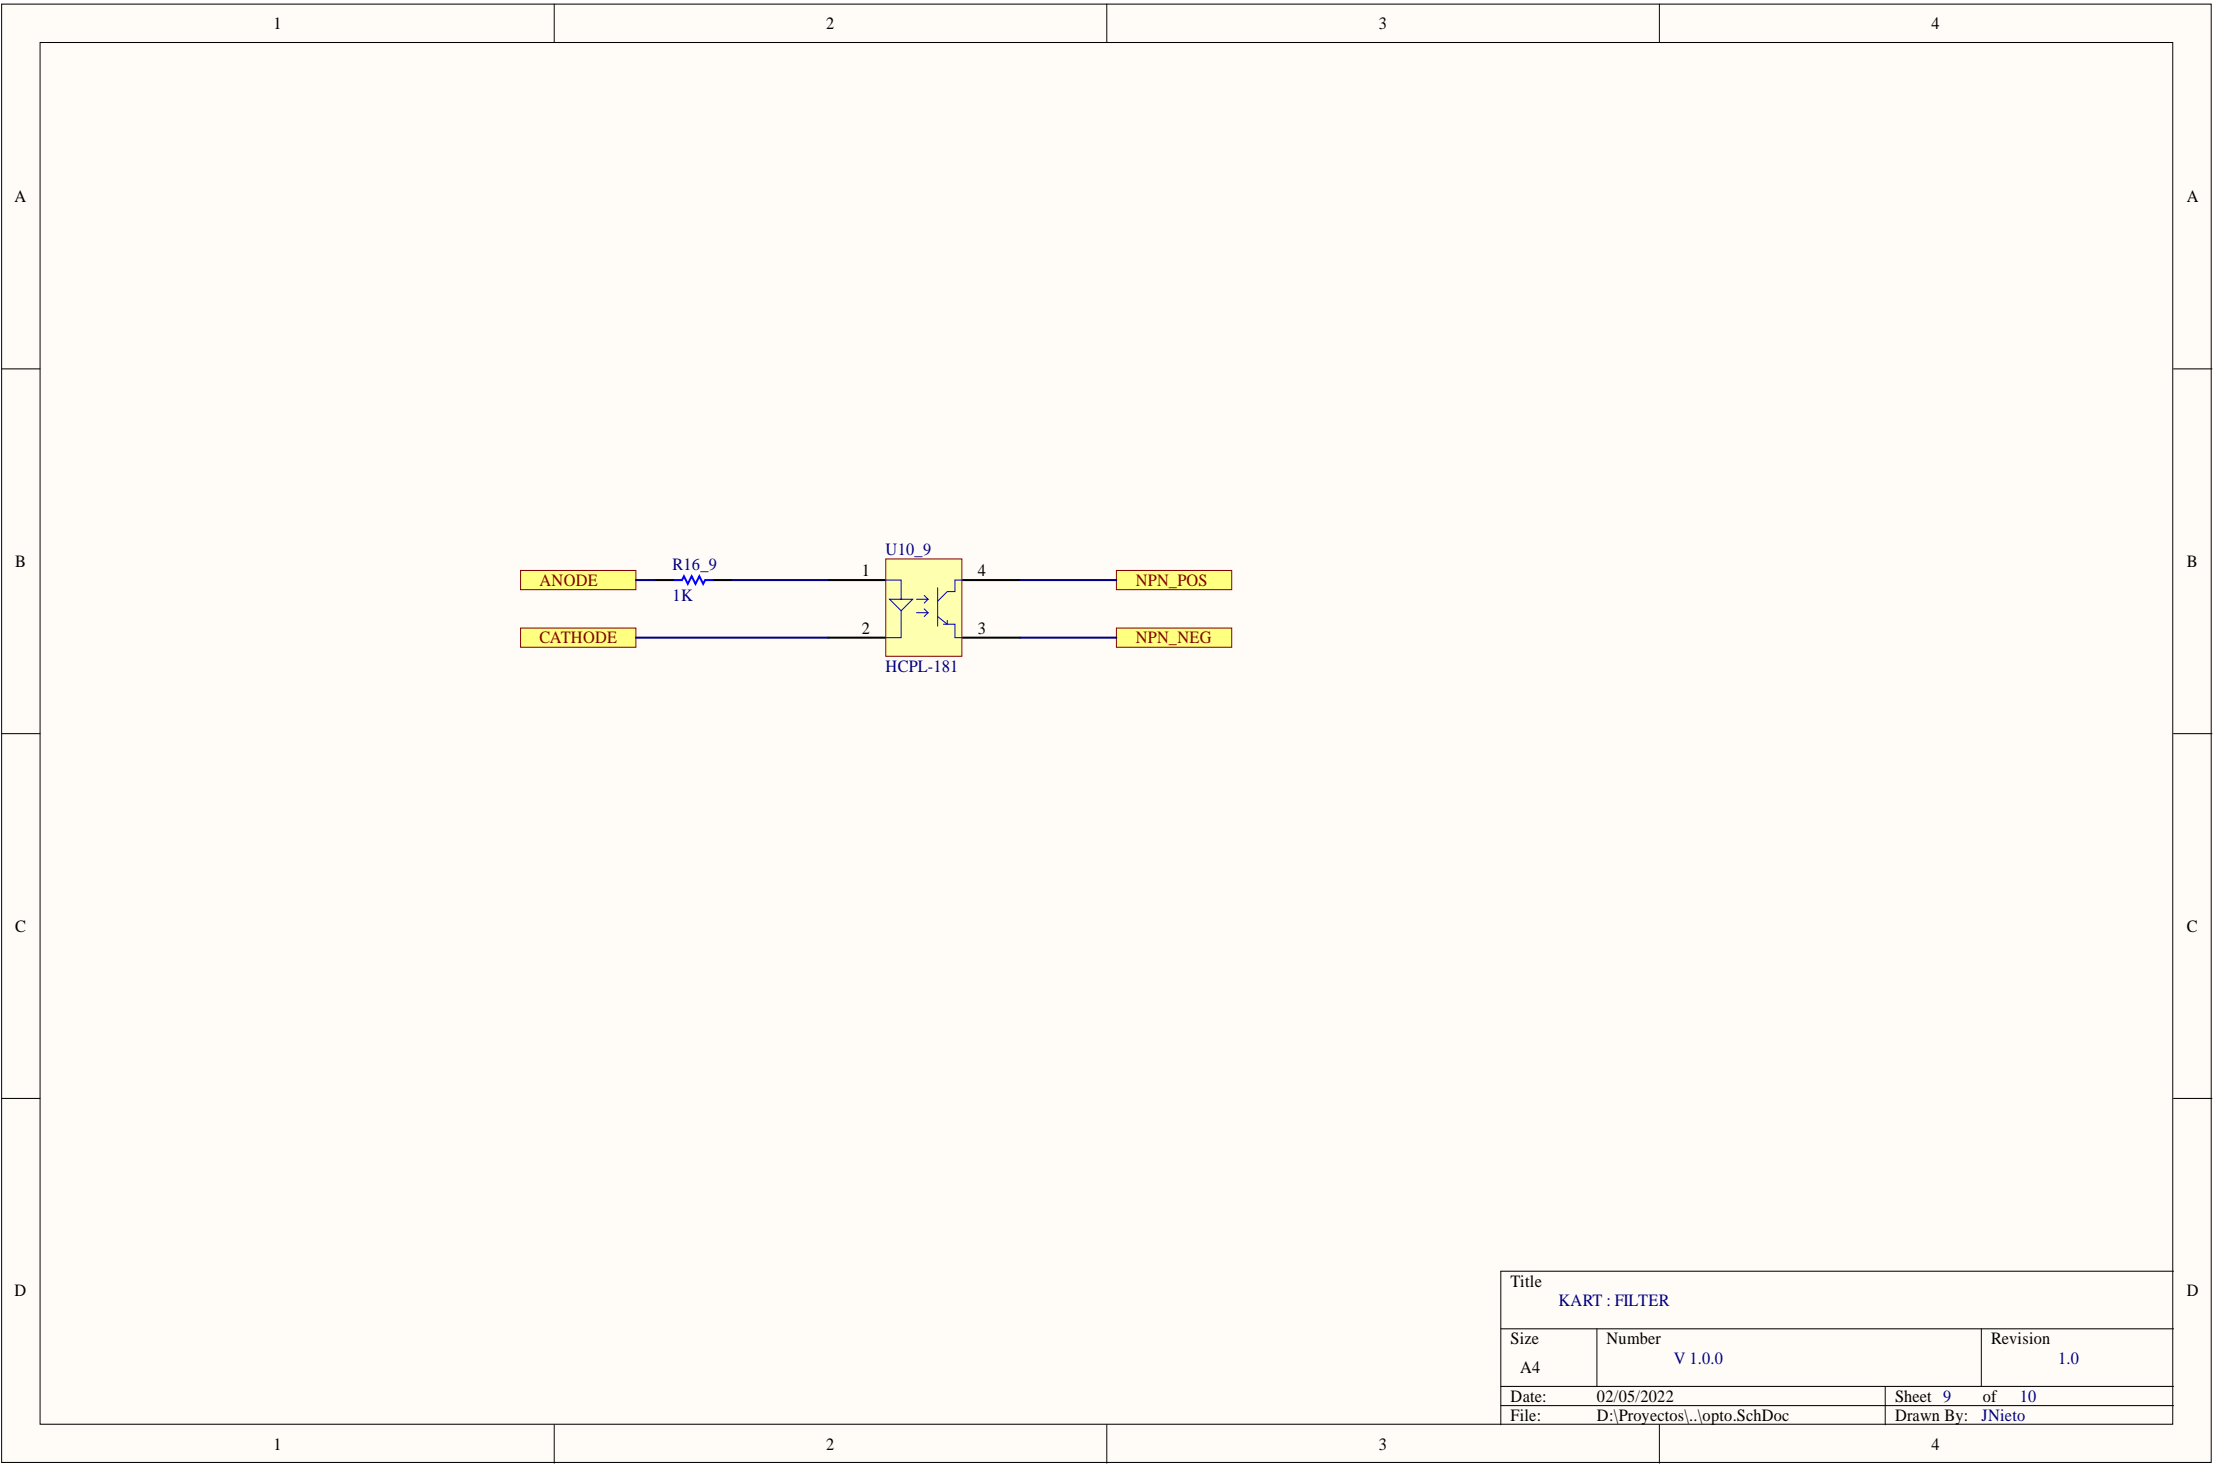 1 2 3 4
A A
U10_9
R16_9
B B
ANODE 1 4 NPN_POS
1K
CATHODE 2 3 NPN_NEG
HCPL-181
C C
D D
Title
KART : FILTER
Size Number Revision
V 1.0.0 1.0
A4
Date: 02/05/2022 Sheet 9 of 10
File: D:\Proyectos\..\opto.SchDoc Drawn By: JNieto
1 2 3 4